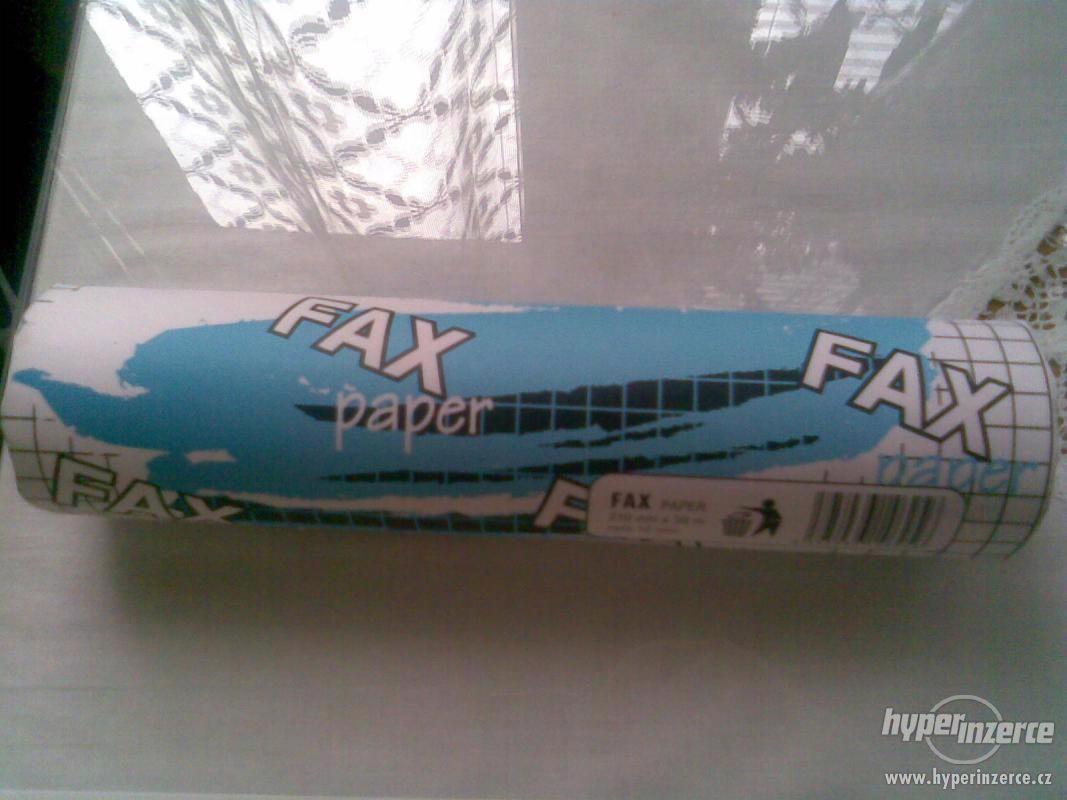 FAX
paper
FAX
paper
FAX
F
FAX PAPER
hyperinzerce
www.hyperinzerce.cz